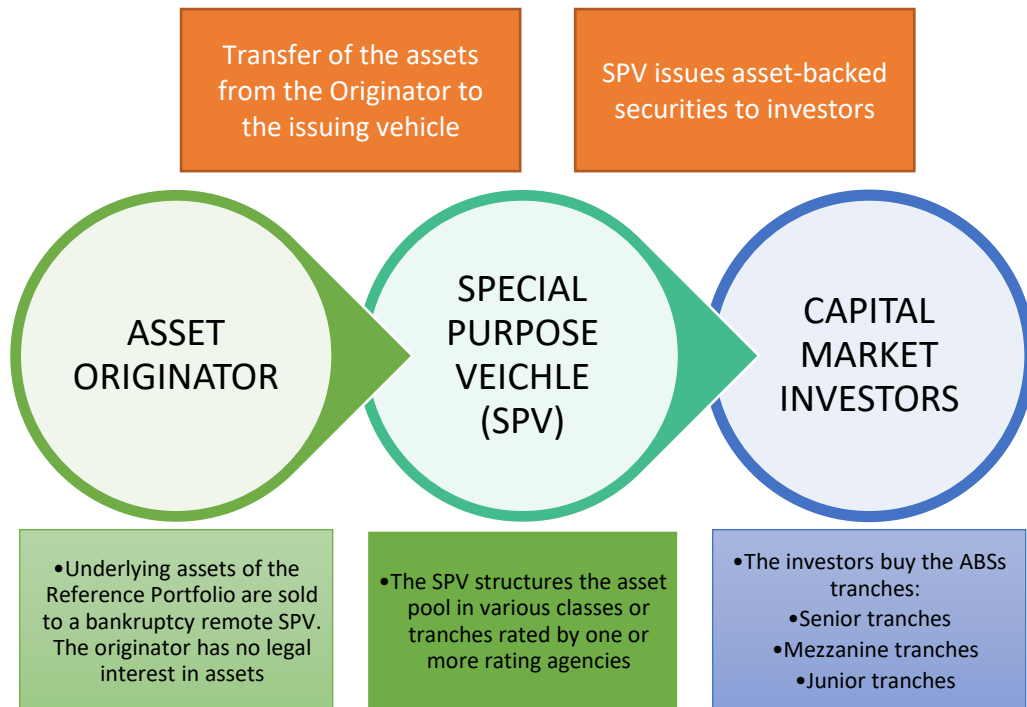 Transfer of the assets
from the Originator to
the issuing vehicle
SPV issues asset-backed
securities to investors
ASSET
ORIGINATOR
SPECIAL
PURPOSE
VEICHLE
(SPV)
CAPITAL
MARKET
INVESTORS
•Underlying assets of the
Reference Portfolio are sold
to a bankruptcy remote SPV.
The originator has no legal
interest in assets
•The SPV structures the asset
pool in various classes or
tranches rated by one or
more rating agencies
•The investors buy the ABSs
tranches:
•Senior tranches
•Mezzanine tranches
•Junior tranches